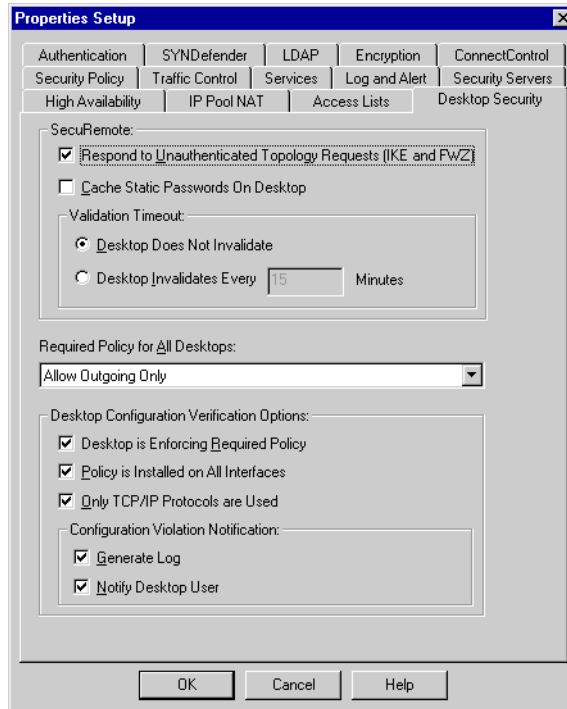 Properties Setup
Authentication SYNDefender LDAP Encryption ConnectControl
Security Policy Traffic Control Services Log and Alert Security Servers
High Availability IP Pool NAT Access Lists Desktop Security
SecuRemote:
Respond to Unauthenticated Topology Requests (IKE and FWZ)
Cache Static Passwords On Desktop
Validation Timeout:
Desktop Does Not Invalidate
Desktop Invalidates Every 15 Minutes
Required Policy for All Desktops:
Allow Outgoing Only
Desktop Configuration Verification Options:
Desktop is Enforcing Required Policy
Policy is Installed on All Interfaces
Only TCP/IP Protocols are Used
Configuration Violation Notification:
Generate Log
Notify Desktop User
OK Cancel Help